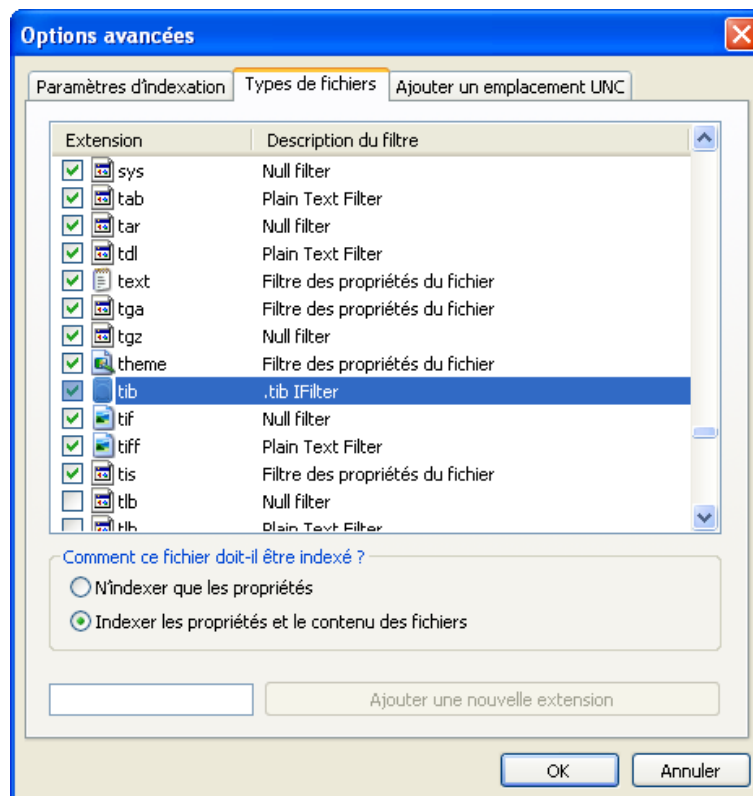 Options avancées
Paramètres d'indexation Types de fichiers Ajouter un emplacement UNC
Extension Description du filtre
sys Null filter
tab Plain Text Filter
tar Null filter
tdl Plain Text Filter
text Filtre des propriétés du fichier
tga Filtre des propriétés du fichier
tgz Null filter
theme Filtre des propriétés du fichier
tib .tib IFilter
tif Null filter
tiff Plain Text Filter
tis Filtre des propriétés du fichier
tlb Null filter
tlb Plain Text Filter
Comment ce fichier doit-il être indexé ?
N'indexer que les propriétés
Indexer les propriétés et le contenu des fichiers
Ajouter une nouvelle extension
OK Annuler